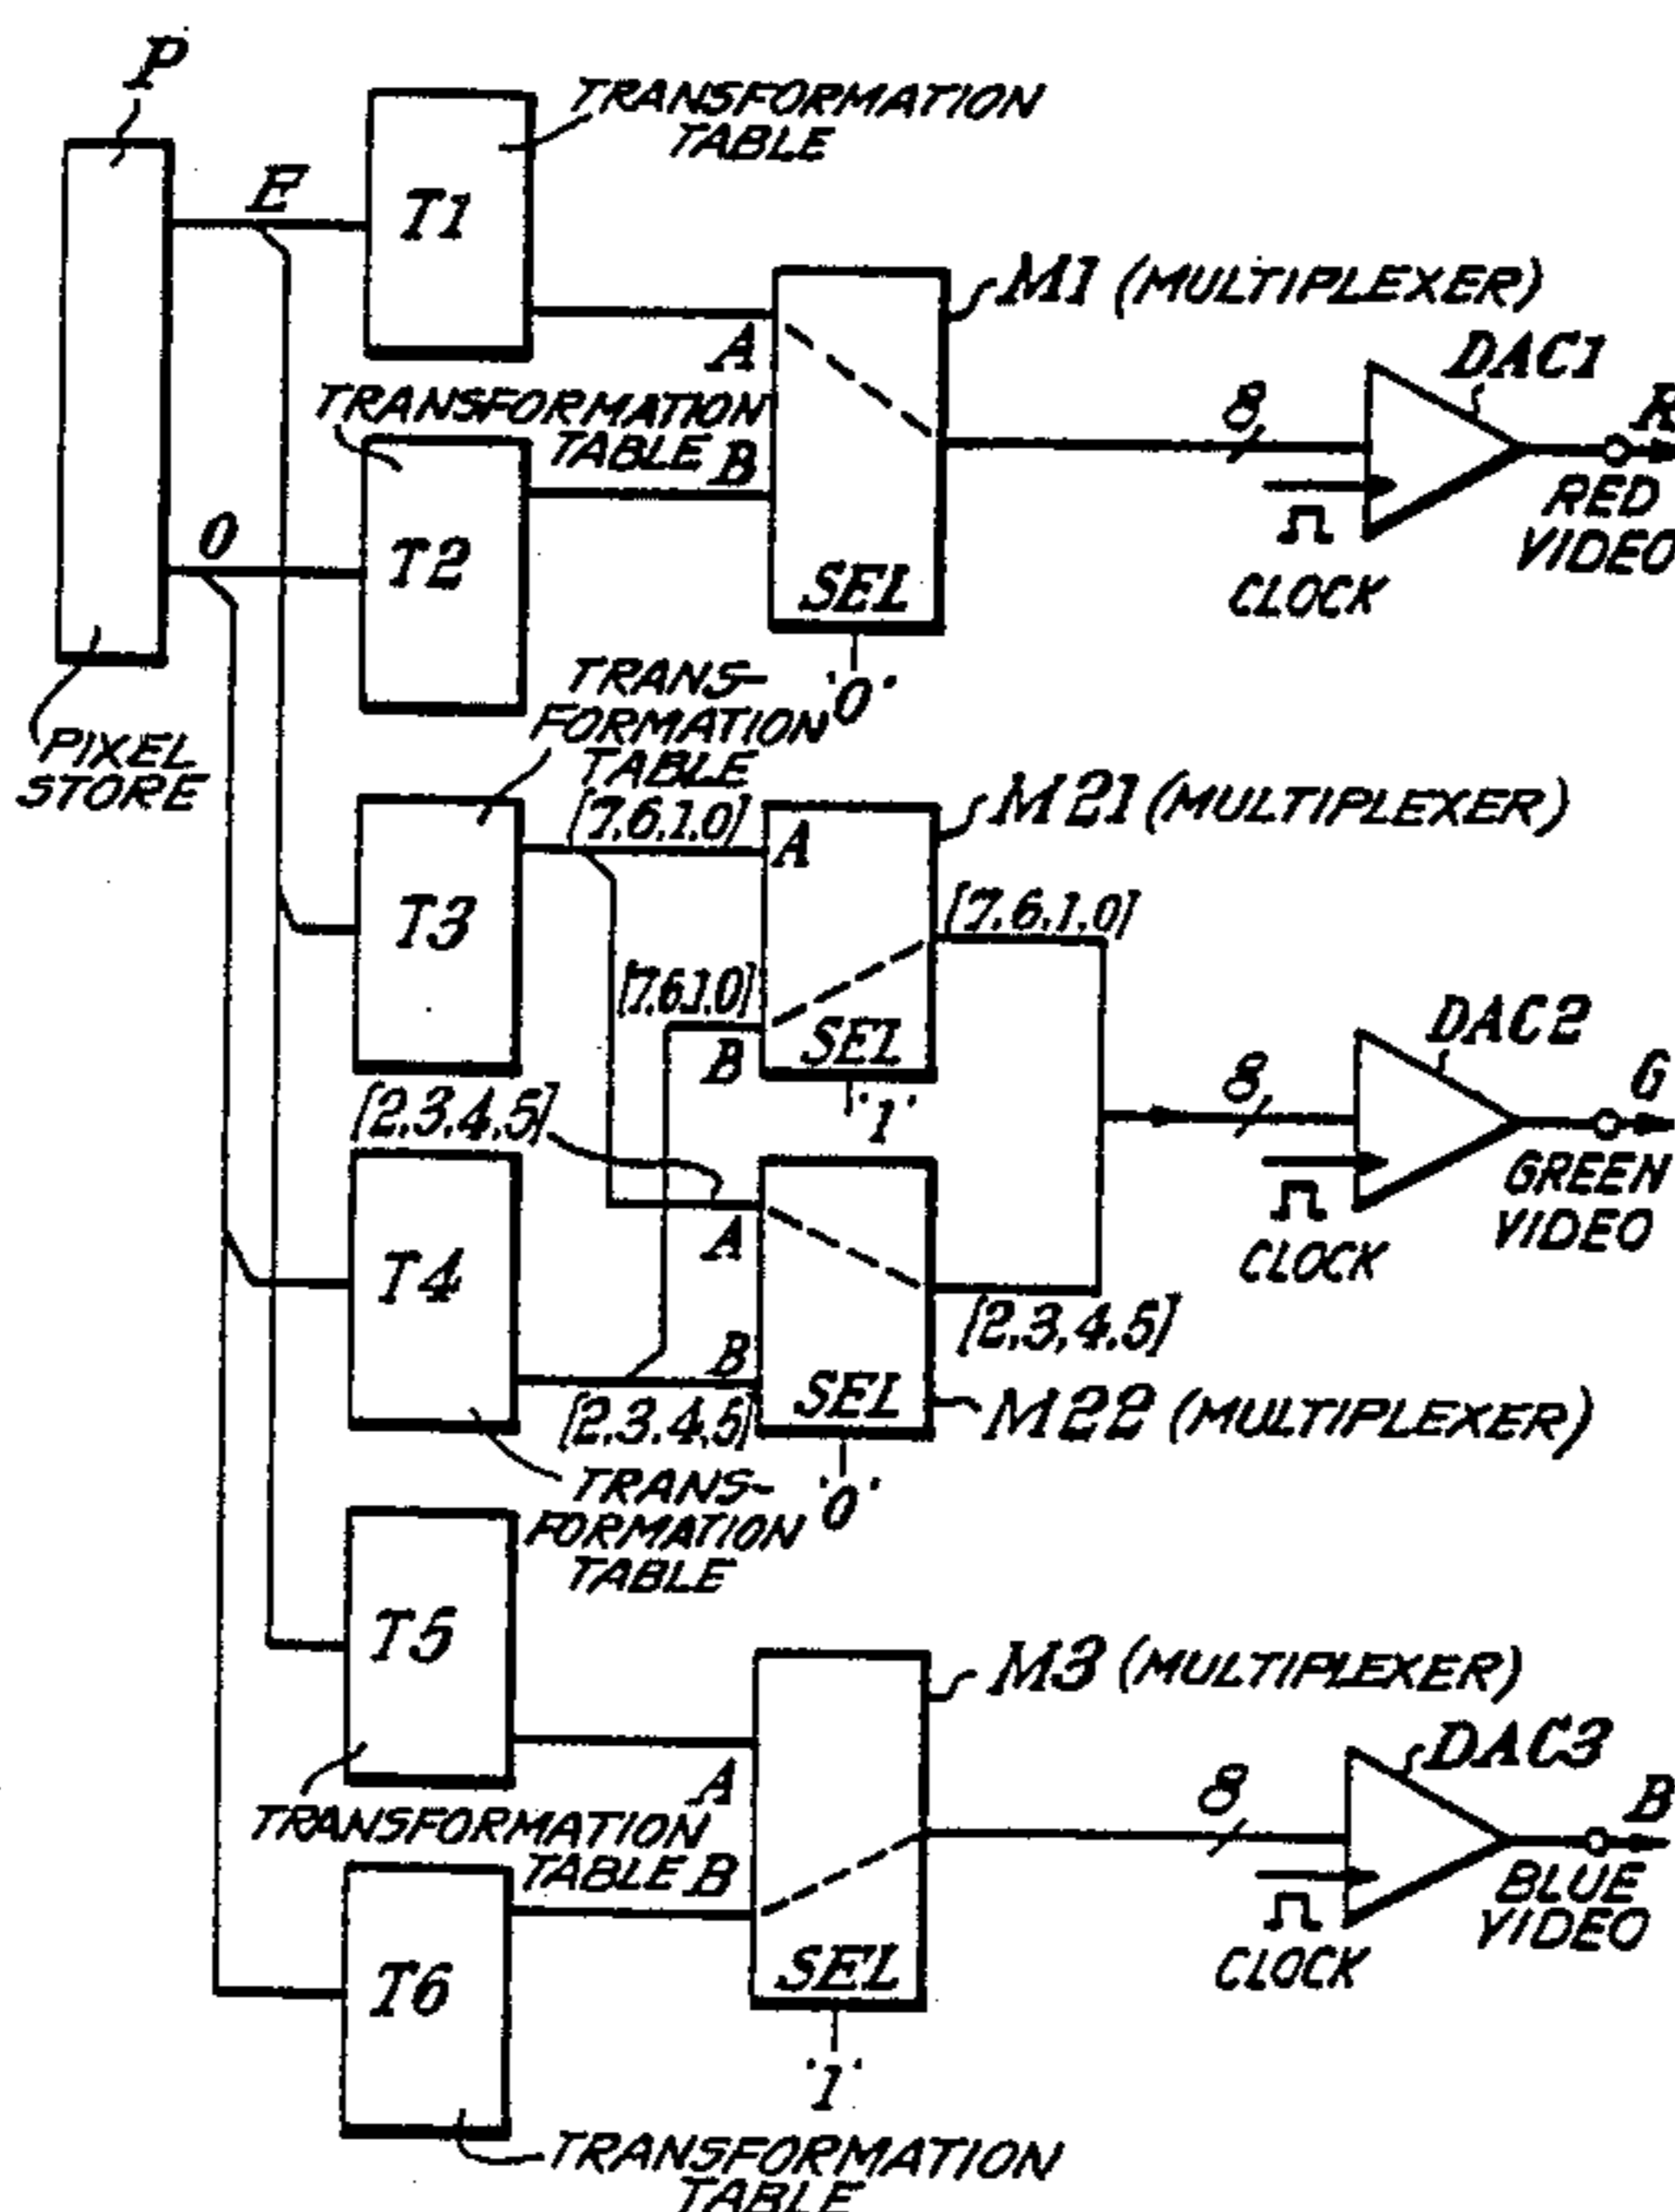 P
TRANSFORMATION
TABLE
E
T1
M1 (MULTIPLEXER)
A
DAC1
R
8
TRANSFORMATION
TABLE
B
RED
VIDEO
O
T2
SEL
CLOCK
'0'
PIXEL
STORE
TRANS-
FORMATION
TABLE
M21 (MULTIPLEXER)
[7,6,1,0]
A
T3
[7,6,1,0]
[7,6,1,0]
SEL
B
DAC2
8
G
[2,3,4,5]
'1'
GREEN
VIDEO
A
CLOCK
T4
[2,3,4,5]
B
SEL
[2,3,4,5]
M22 (MULTIPLEXER)
TRANS-
FORMATION
TABLE
'0'
T5
M3 (MULTIPLEXER)
DAC3
A
8
B
TRANSFORMATION
TABLE
B
BLUE
VIDEO
T6
SEL
CLOCK
'1'
TRANSFORMATION
TABLE